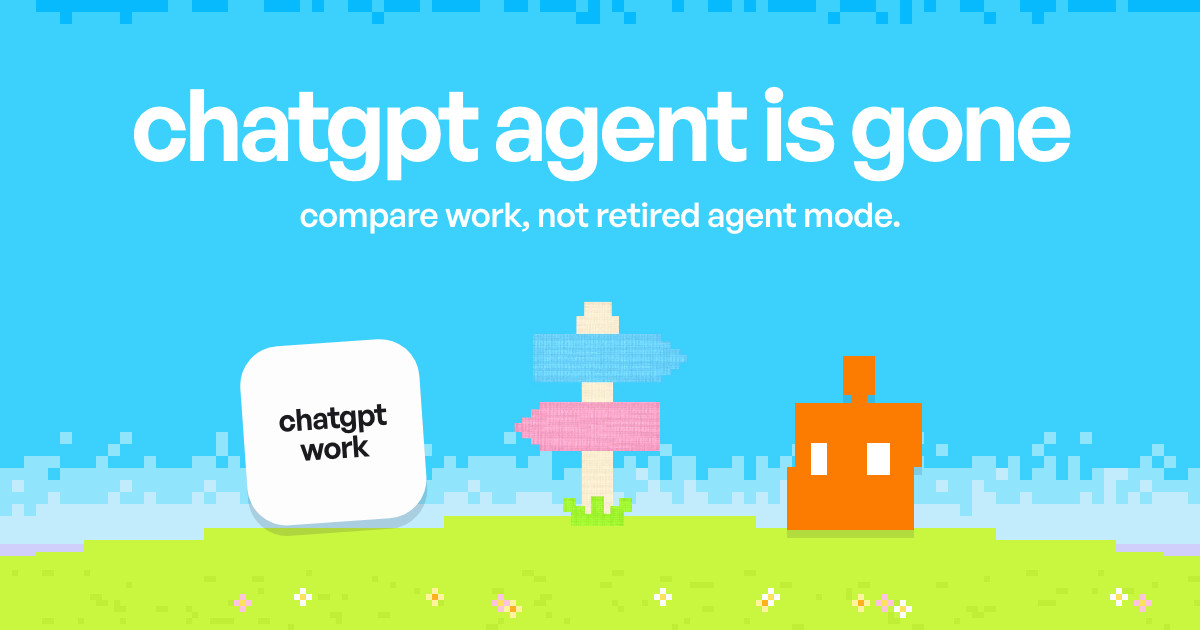 chatgpt agent is gone
compare work, not retired agent mode.
chatgpt
work